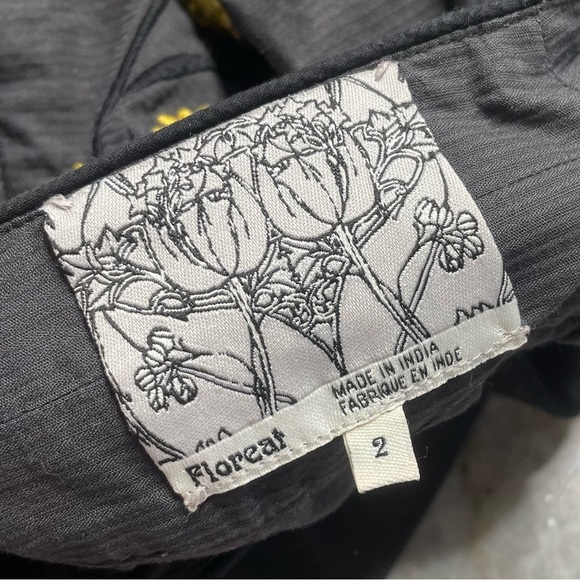 Floreat
MADE IN INDIA
FABRIQUE EN INDE
2